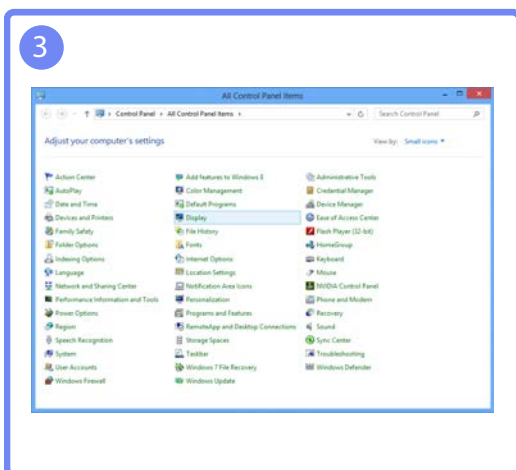 3
All Control Panel Items
Control Panel All Control Panel Items
Search Control Panel
Adjust your computer's settings
View by: Small icons
Action Center Add features to Windows 8 Administrative Tools
AutoPlay Color Management Credential Manager
Date and Time Default Programs Device Manager
Devices and Printers Display Ease of Access Center
Family Safety File History Flash Player (32-bit)
Folder Options Fonts HomeGroup
Indexing Options Internet Options Keyboard
Language Location Settings Mouse
Network and Sharing Center Notification Area Icons NVIDIA Control Panel
Performance Information and Tools Personalization Phone and Modem
Power Options Programs and Features Recovery
Region RemoteApp and Desktop Connections Sound
Speech Recognition Storage Spaces Sync Center
System Taskbar Troubleshooting
User Accounts Windows 7 File Recovery Windows Defender
Windows Firewall Windows Update